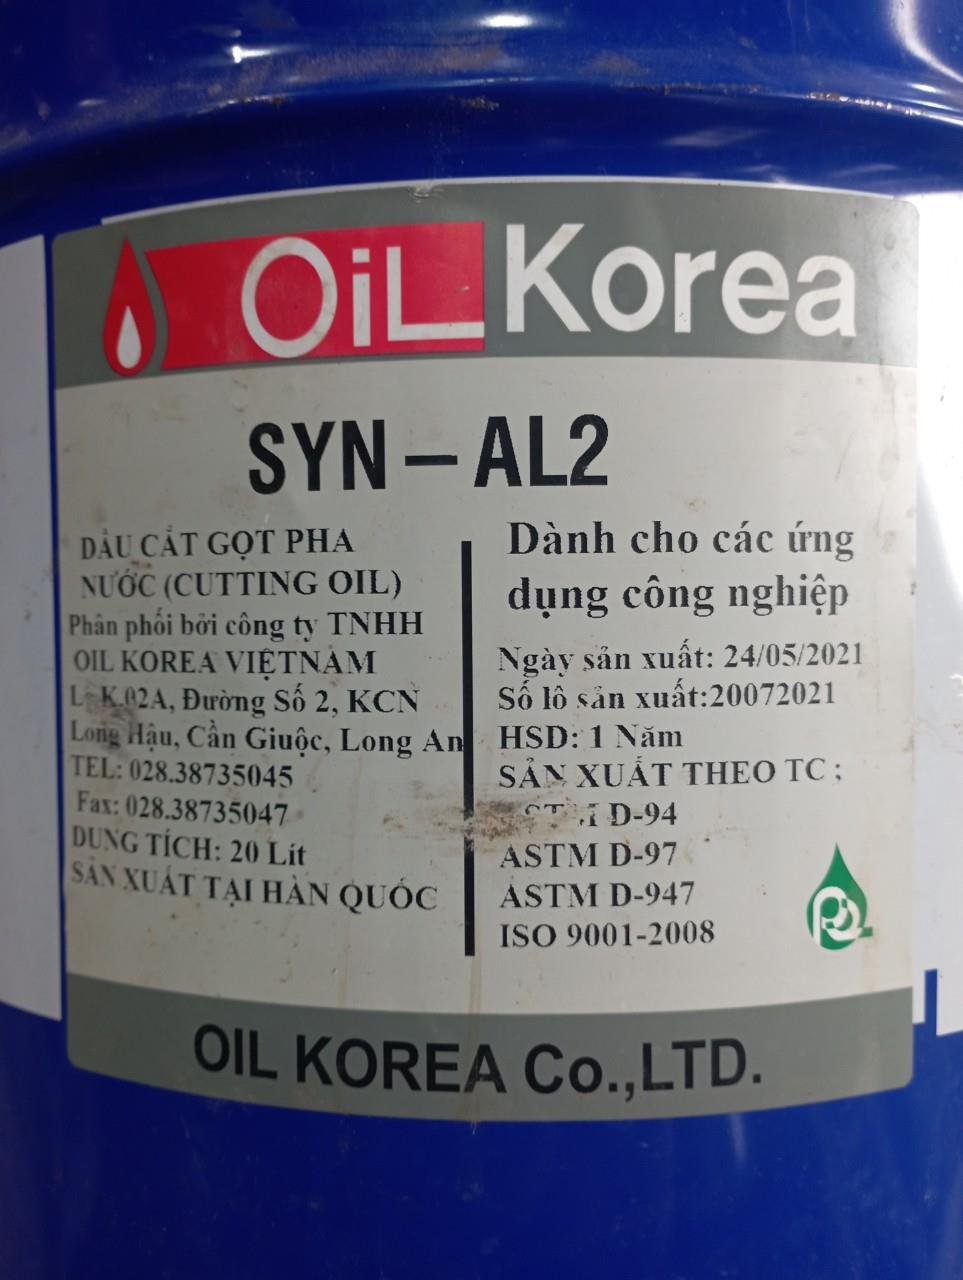 OiL Korea
SYN - AL2
DẦU CẮT GỌT PHA
NƯỚC (CUTTING OIL)
Phân phối bởi công ty TNHH
OIL KOREA VIỆTNAM
Đường Số 2, KCN
Long Hậu, Cần Giuộc, Long An
TEL: 028.38735045
Fax: 028.38735047
DUNG TÍCH: 20 Lít
SẢN XUẤT TẠI HÀN QUỐC
Dành cho các ứng
dụng công nghiệp
Ngày sản xuất: 24/05/2021
Số lô sản xuất:20072021
HSD: 1 Năm
SẢN XUẤT THEO TC ;
D-94
ASTM D-97
ASTM D-947
ISO 9001-2008
OIL KOREA Co.,LTD.